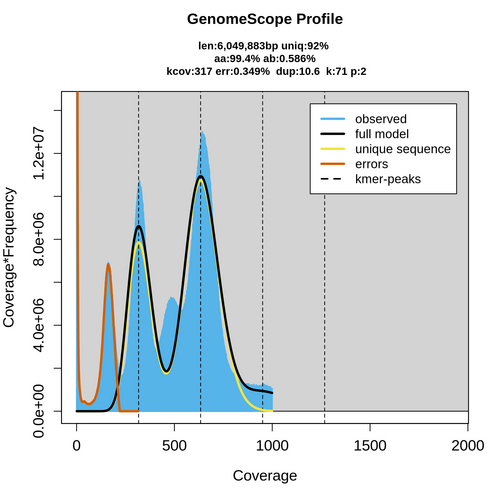 GenomeScope Profile
len:6,049,883bp uniq:92%
aa:99.4% ab:0.586%
kcov:317 err:0.349% dup:10.6 k:71 p:2
observed
full model
unique sequence
errors
kmer-peaks
Coverage*Frequency
1.2e+07
8.0e+06
4.0e+06
0.0e+00
0 500 1000 1500 2000
Coverage